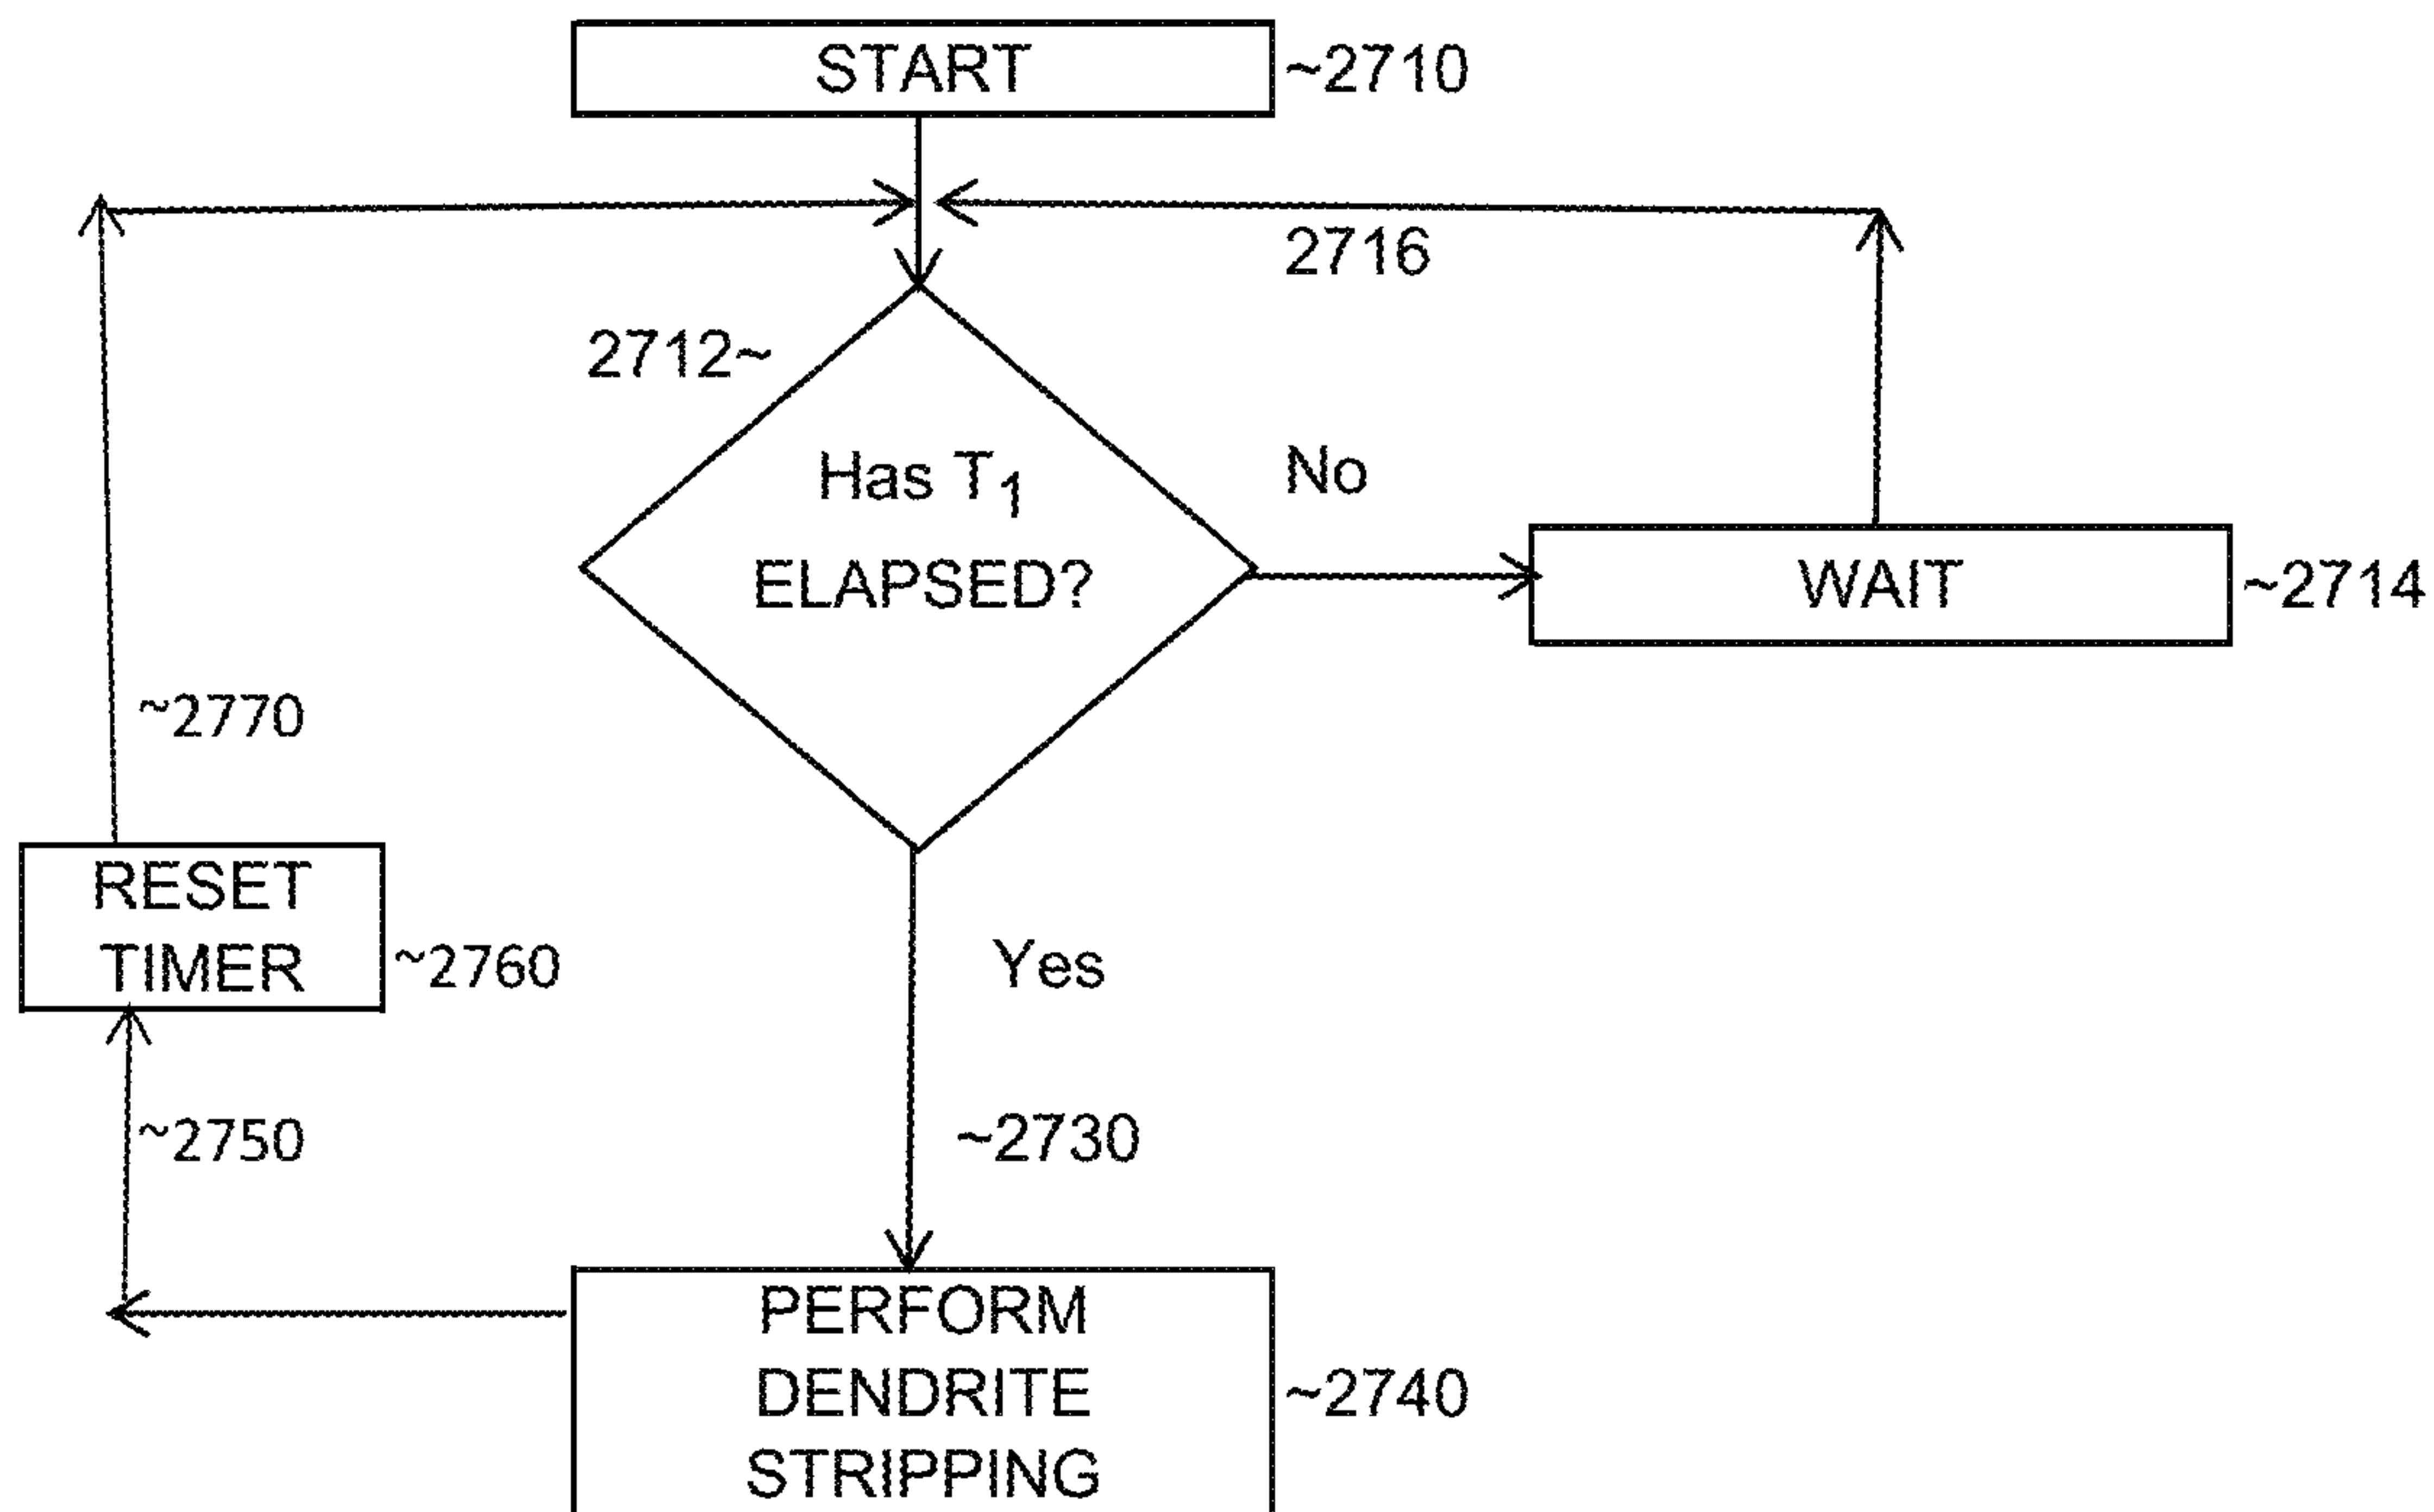 START ~2710
2716
2712~
Has T₁
No
ELAPSED?
WAIT ~2714
~2770
RESET
TIMER ~2760
Yes
~2750
~2730
PERFORM
DENDRITE ~2740
STRIPPING